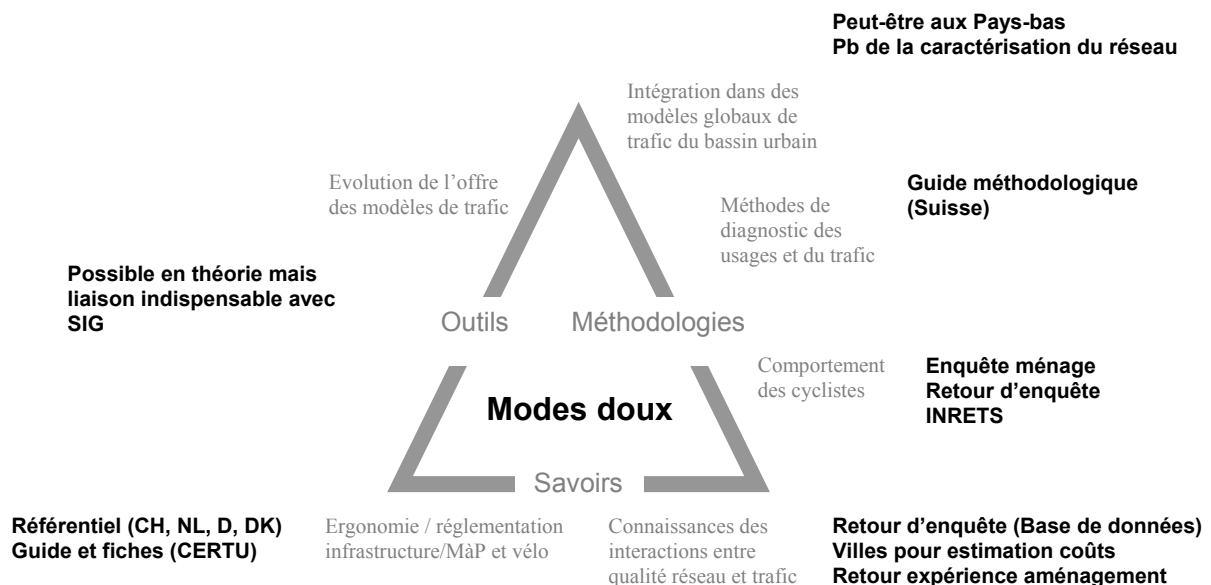 Peut-être aux Pays-bas
Pb de la caractérisation du réseau
Intégration dans des
modèles globaux de
trafic du bassin urbain
Evolution de l’offre
des modèles de trafic
Guide méthodologique
(Suisse)
Méthodes de
diagnostic des
usages et du trafic
Possible en théorie mais
liaison indispensable avec
SIG
Outils
Méthodologies
Comportement
des cyclistes
Enquête ménage
Retour d’enquête
INRETS
Modes doux
Savoirs
Référentiel (CH, NL, D, DK)
Guide et fiches (CERTU)
Ergonomie / réglementation
infrastructure/MàP et vélo
Connaissances des
interactions entre
qualité réseau et trafic
Retour d’enquête (Base de données)
Villes pour estimation coûts
Retour expérience aménagement